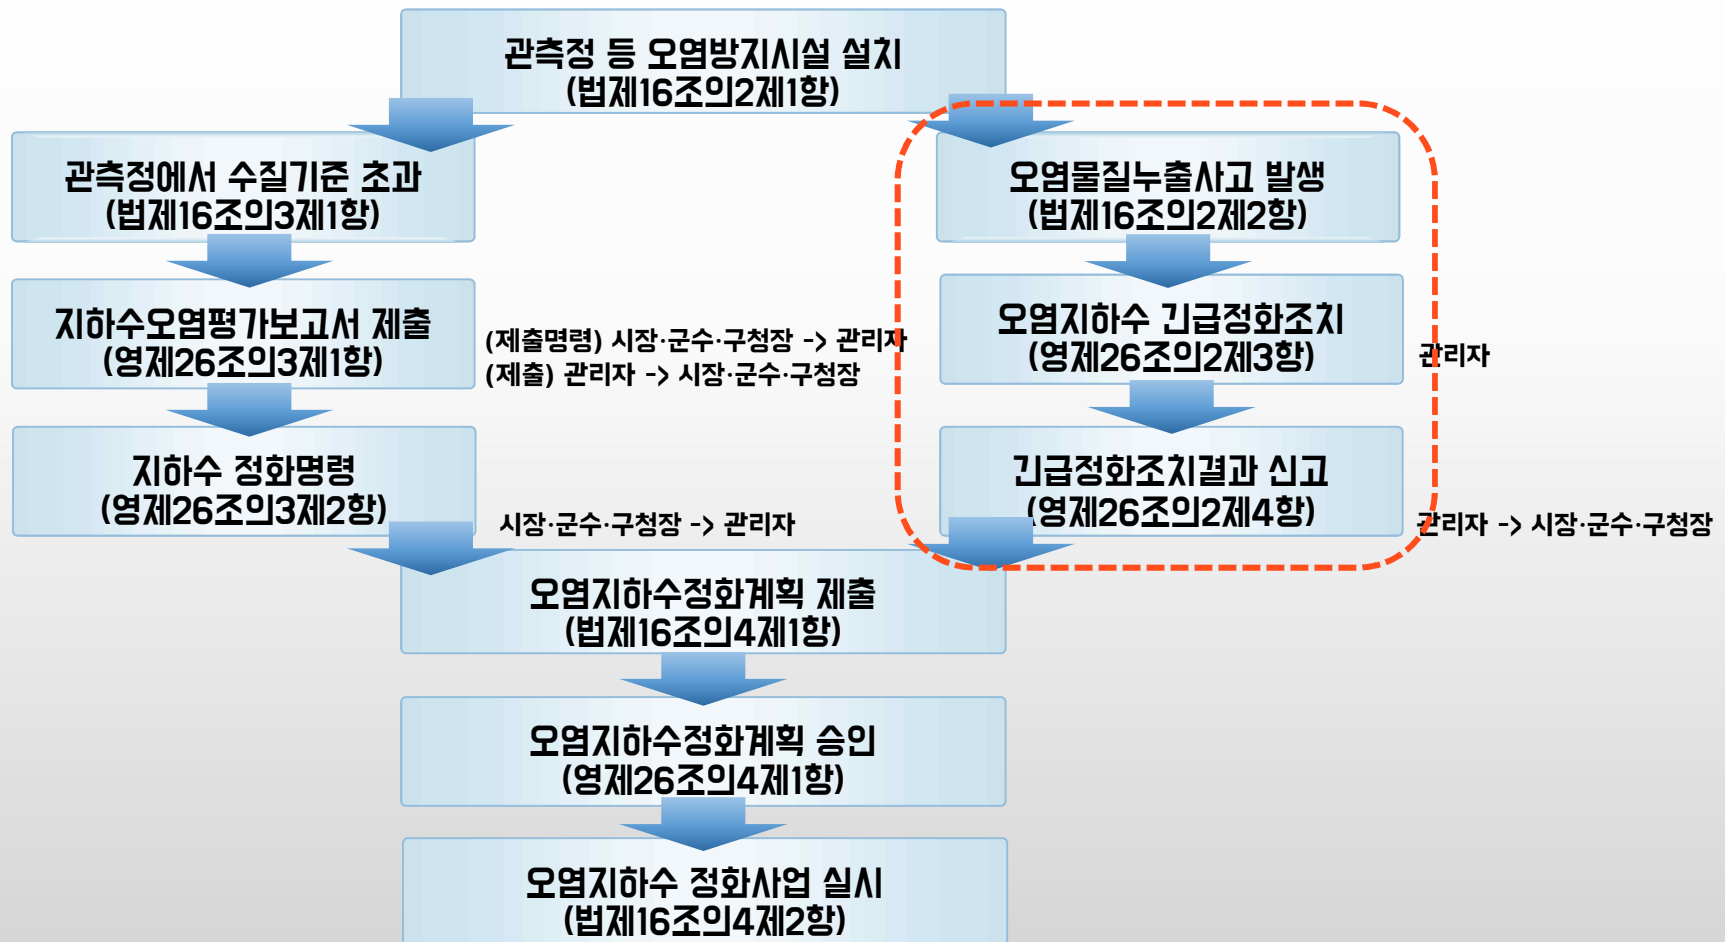 관측정 등 오염방지시설 설치
(법제16조의2제1항)
관측정에서 수질기준 초과
(법제16조의3제1항)
지하수오염평가보고서 제출
(영제26조의3제1항)
(제출명령) 시장·군수·구청장 -> 관리자
(제출) 관리자 -> 시장·군수·구청장
지하수 정화명령
(영제26조의3제2항)
시장·군수·구청장 -> 관리자
오염물질누출사고 발생
(법제16조의2제2항)
오염지하수 긴급정화조치
(영제26조의2제3항)
관리자
긴급정화조치결과 신고
(영제26조의2제4항)
관리자 -> 시장·군수·구청장
오염지하수정화계획 제출
(법제16조의4제1항)
오염지하수정화계획 승인
(영제26조의4제1항)
오염지하수 정화사업 실시
(법제16조의4제2항)